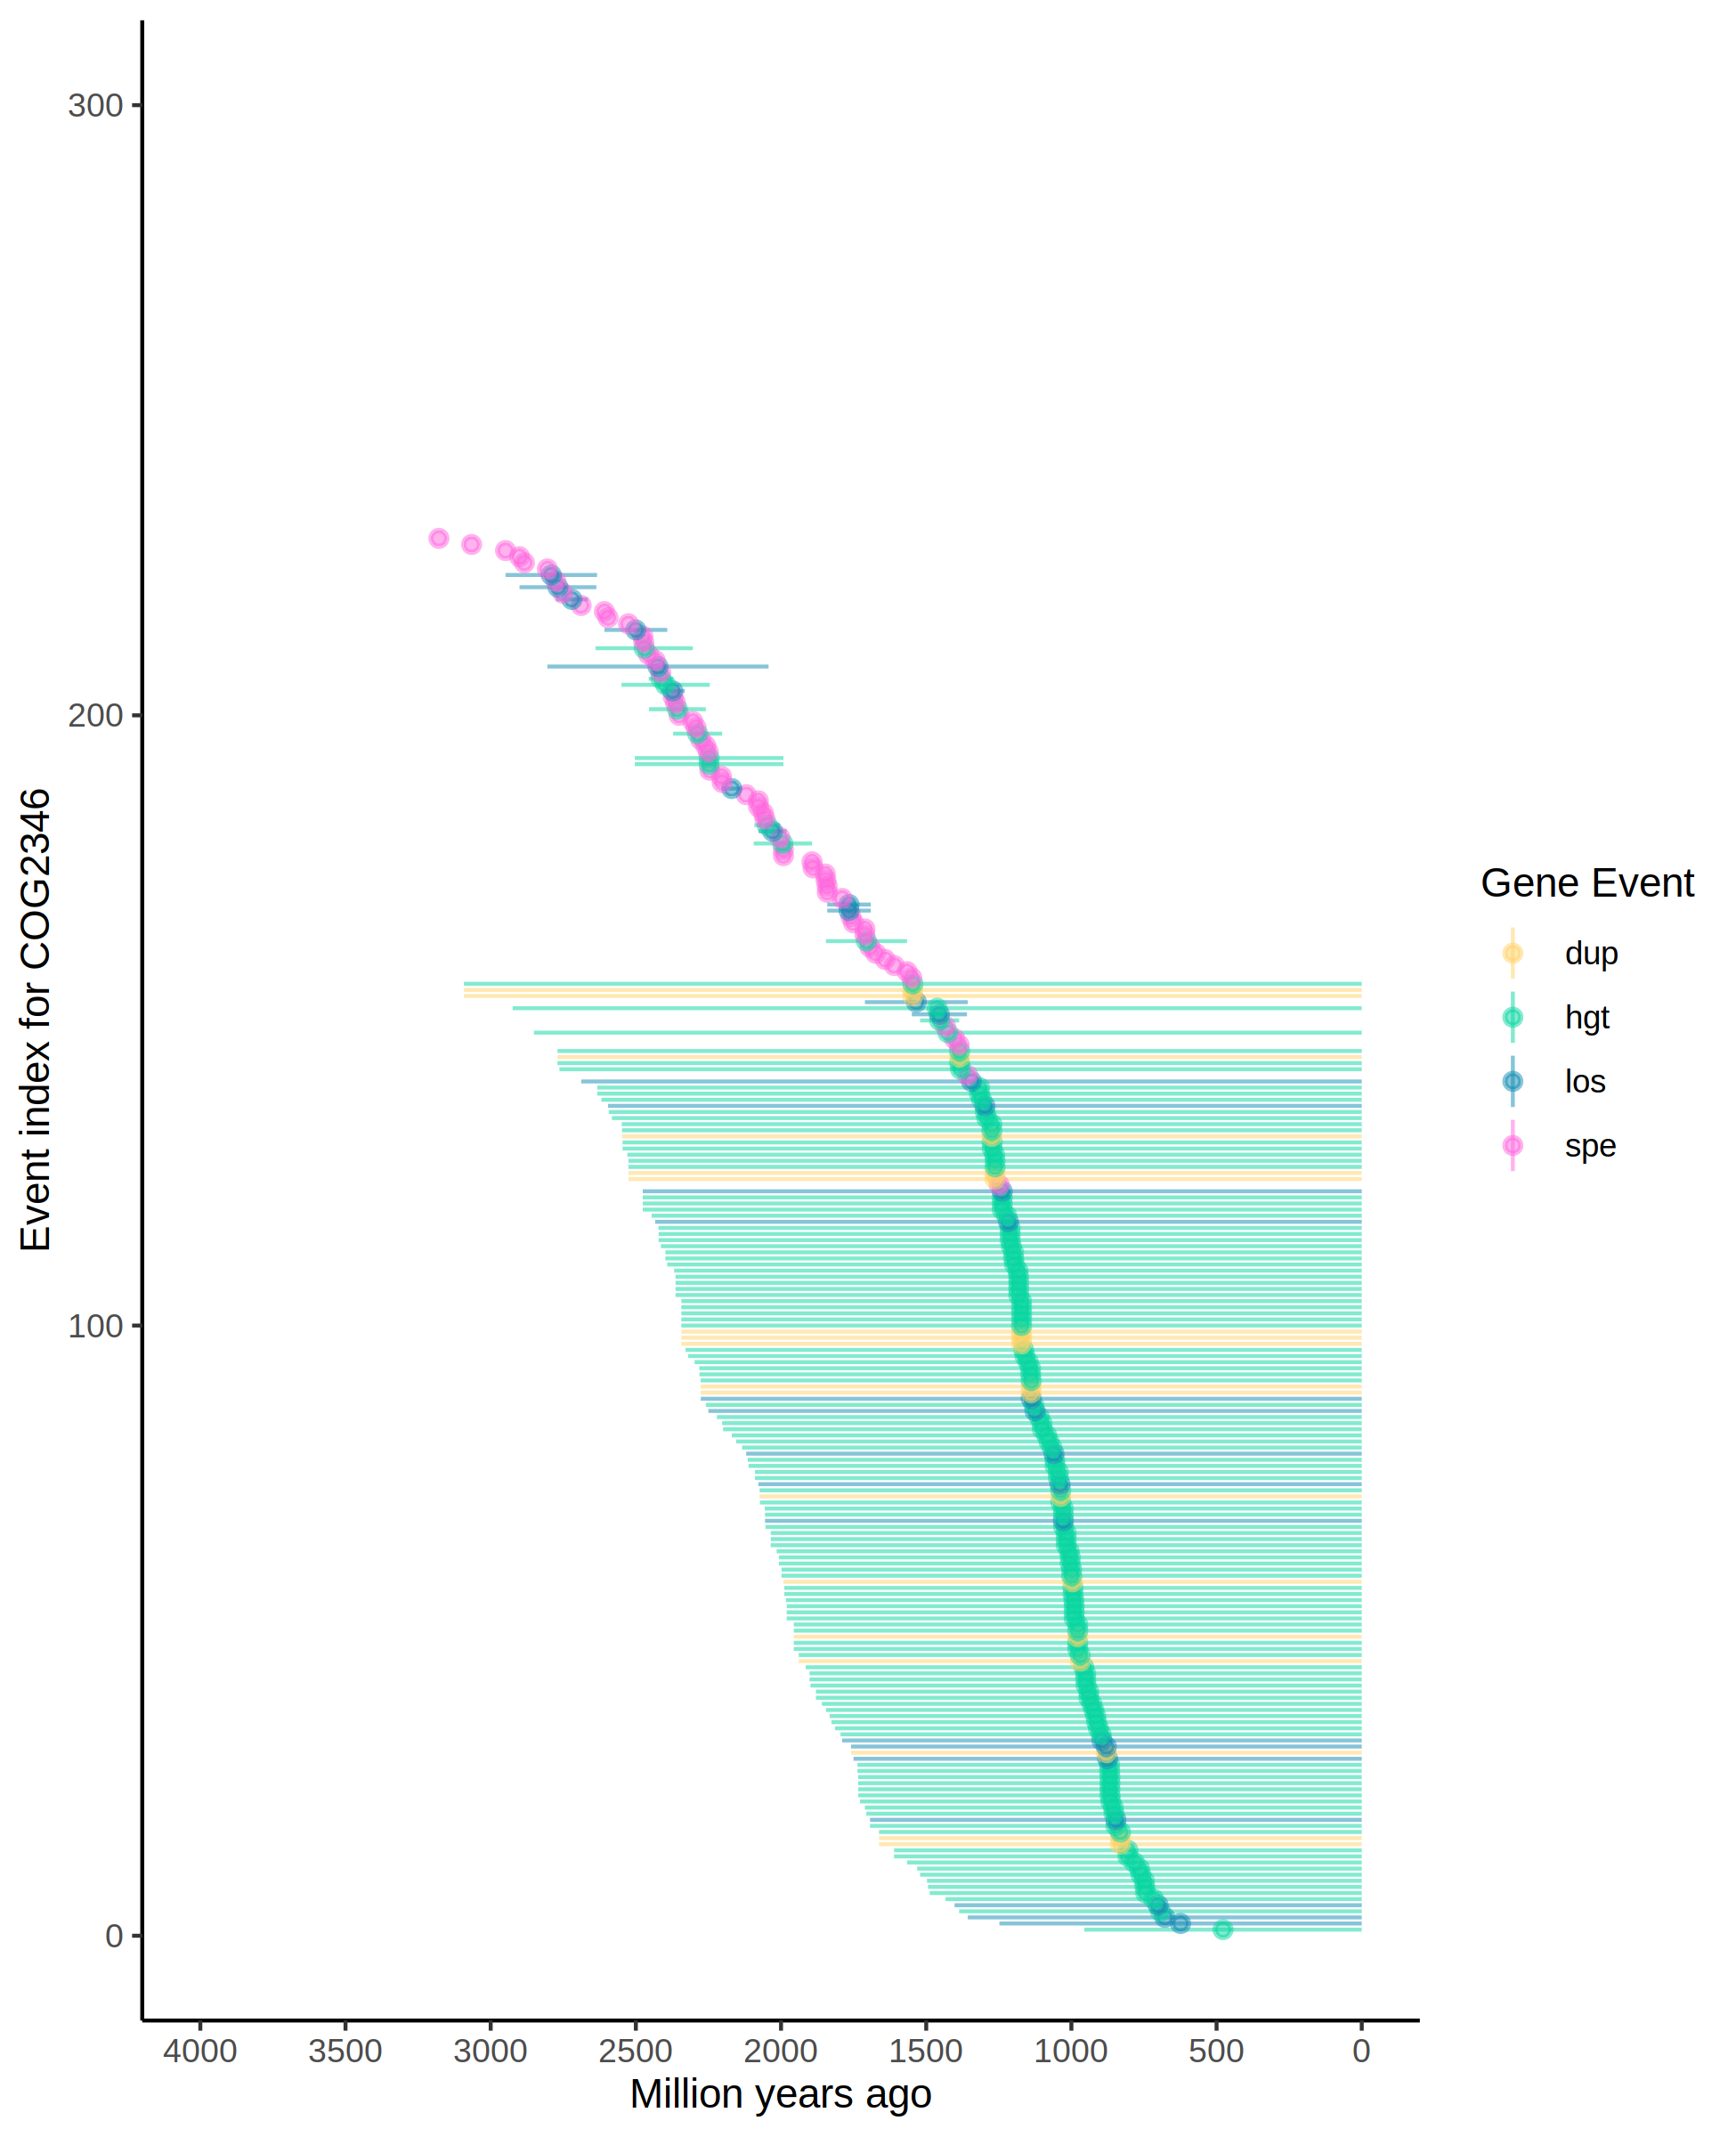 300
200
100
0
Event index for COG2346
4000 3500 3000 2500 2000 1500 1000 500 0
Million years ago
Gene Event
dup
hgt
los
spe